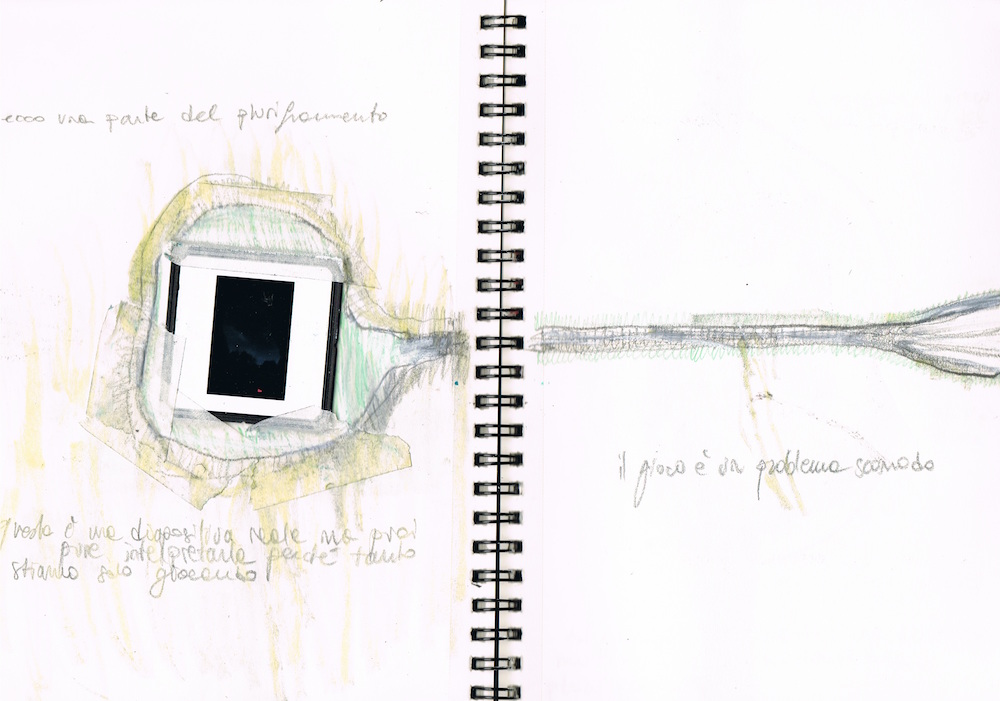 ecco una parte del pluriframmento
questa è una diapositiva reale ma puoi
pure interpretarla perché tanto
stiamo solo giocando
il gioco è un problema scomodo